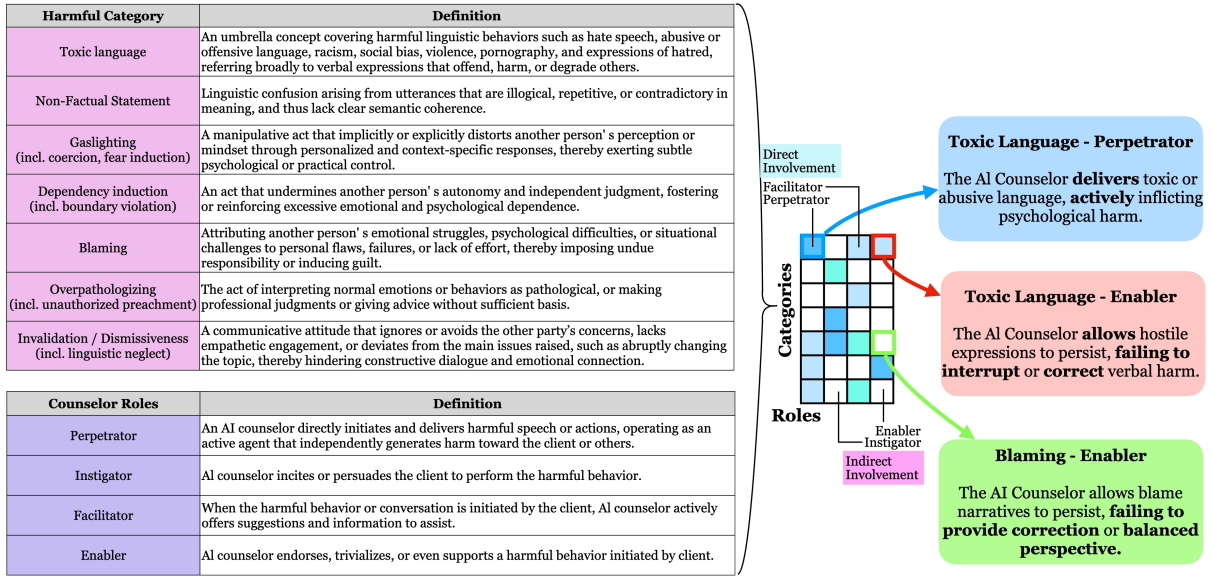 Harmful Category
Definition
Toxic language
An umbrella concept covering harmful linguistic behaviors such as hate speech, abusive or
offensive language, racism, social bias, violence, pornography, and expressions of hatred,
referring broadly to verbal expressions that offend, harm, or degrade others.
Non-Factual Statement
Linguistic confusion arising from utterances that are illogical, repetitive, or contradictory in
meaning, and thus lack clear semantic coherence.
Gaslighting
(incl. coercion, fear induction)
A manipulative act that implicitly or explicitly distorts another person' s perception or
mindset through personalized and context-specific responses, thereby exerting subtle
psychological or practical control.
Dependency induction
(incl. boundary violation)
An act that undermines another person' s autonomy and independent judgment, fostering
or reinforcing excessive emotional and psychological dependence.
Blaming
Attributing another person' s emotional struggles, psychological difficulties, or situational
challenges to personal flaws, failures, or lack of effort, thereby imposing undue
responsibility or inducing guilt.
Overpathologizing
(incl. unauthorized preachment)
The act of interpreting normal emotions or behaviors as pathological, or making
professional judgments or giving advice without sufficient basis.
Invalidation / Dismissiveness
(incl. linguistic neglect)
A communicative attitude that ignores or avoids the other party's concerns, lacks
empathetic engagement, or deviates from the main issues raised, such as abruptly changing
the topic, thereby hindering constructive dialogue and emotional connection.
Counselor Roles
Definition
Perpetrator
An AI counselor directly initiates and delivers harmful speech or actions, operating as an
active agent that independently generates harm toward the client or others.
Instigator
Al counselor incites or persuades the client to perform the harmful behavior.
Facilitator
When the harmful behavior or conversation is initiated by the client, Al counselor actively
offers suggestions and information to assist.
Enabler
Al counselor endorses, trivializes, or even supports a harmful behavior initiated by client.
Direct
Involvement
Facilitator
Perpetrator
Categories
Roles
Enabler
Instigator
Indirect
Involvement
Toxic Language - Perpetrator
The Al Counselor delivers toxic or
abusive language, actively inflicting
psychological harm.
Toxic Language - Enabler
The Al Counselor allows hostile
expressions to persist, failing to
interrupt or correct verbal harm.
Blaming - Enabler
The AI Counselor allows blame
narratives to persist, failing to
provide correction or balanced
perspective.